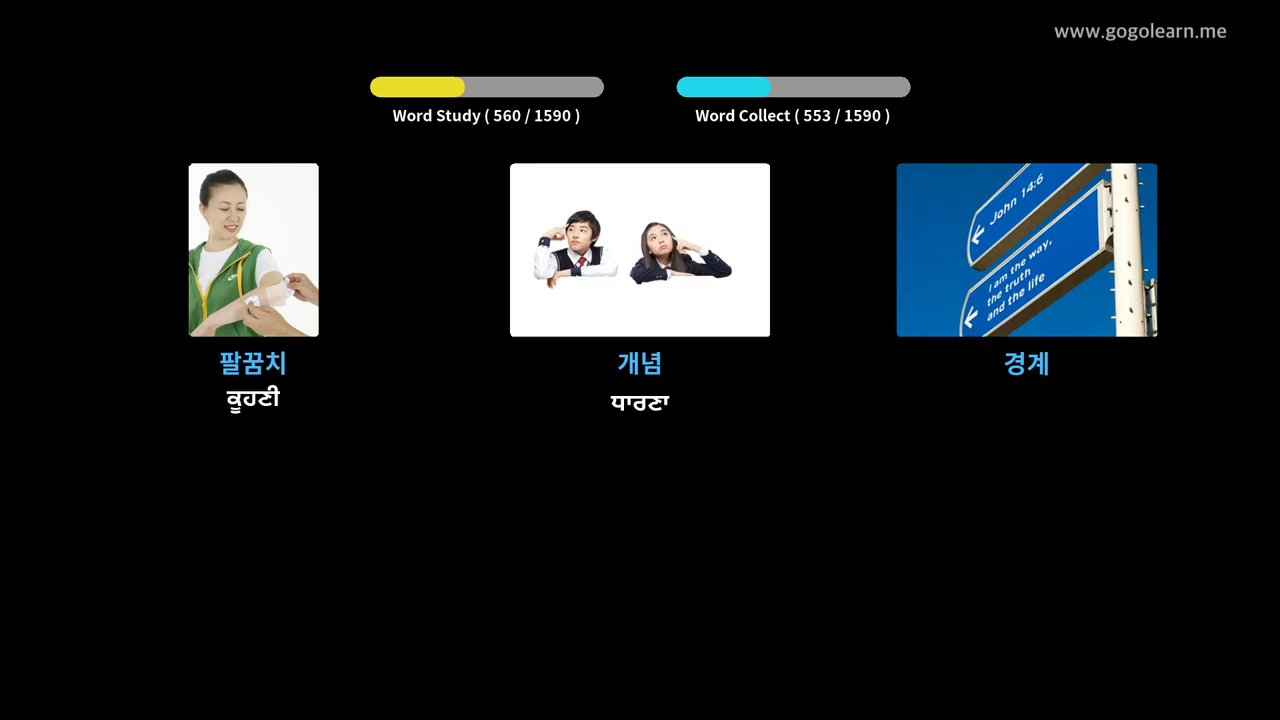 www.gogolearn.me
Word Study ( 560 / 1590 )
Word Collect ( 553 / 1590 )
John 14:6
I am the way,
the truth
and the life
팔꿈치
ਕੂਹਣੀ
개념
ਧਾਰਣਾ
경계